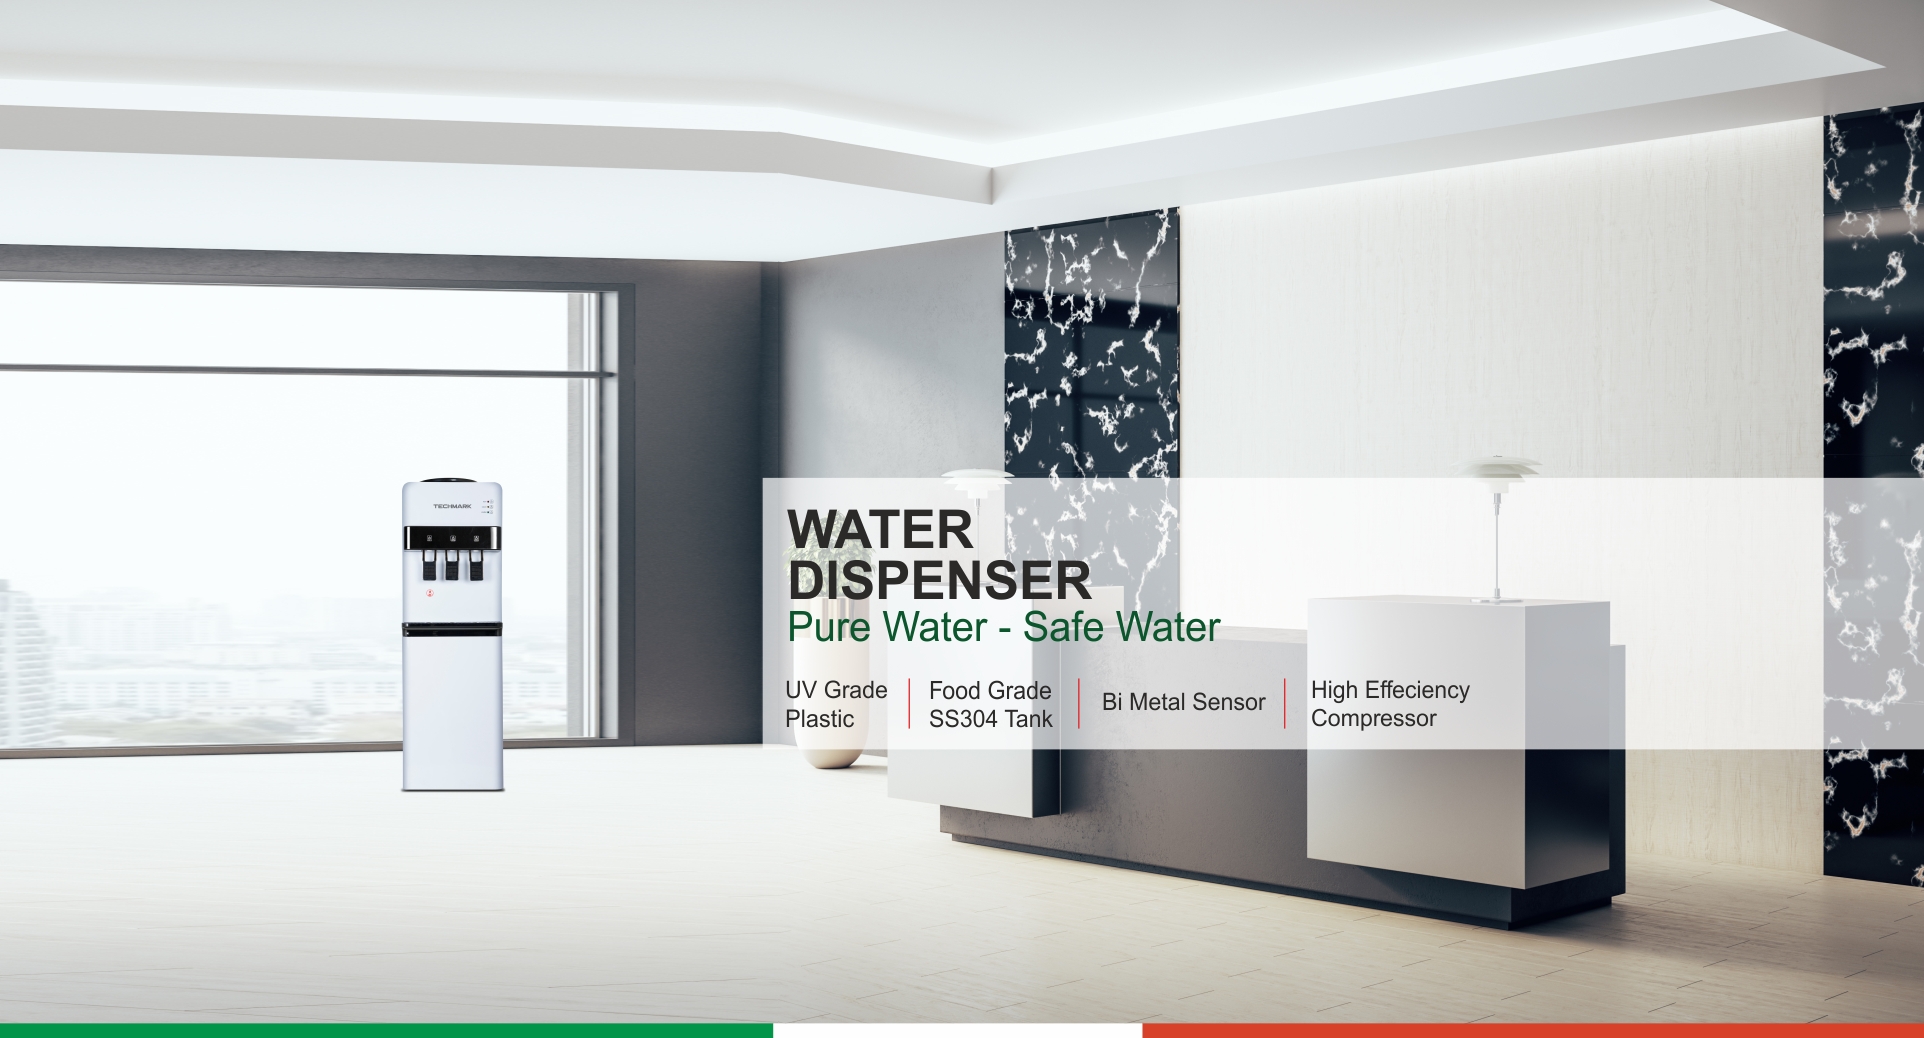 TECHMARK
WATER
DISPENSER
Pure Water - Safe Water
UV Grade
Plastic
Food Grade
SS304 Tank
Bi Metal Sensor
High Effeciency
Compressor